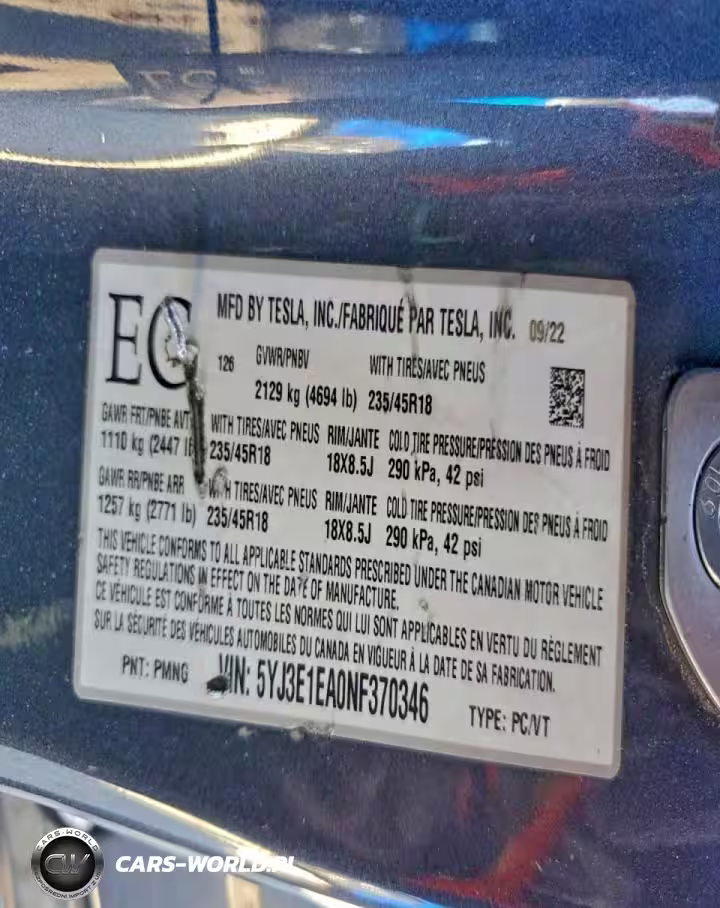 MFD BY TESLA, INC./FABRIQUÉ PAR TESLA, INC. 09/22
126 GVWR/PNBV WITH TIRES/AVEC PNEUS
2129 kg (4694 lb) 235/45R18
GAWR FRT/PNBE AVT WITH TIRES/AVEC PNEUS RIM/JANTE COLD TIRE PRESSURE/PRESSION DES PNEUS À FROID
1110 kg (2447 lb) 235/45R18 18X8.5J 290 kPa, 42 psi
GAWR RR/PNBE ARR WITH TIRES/AVEC PNEUS RIM/JANTE COLD TIRE PRESSURE/PRESSION DES PNEUS À FROID
1257 kg (2771 lb) 235/45R18 18X8.5J 290 kPa, 42 psi
THIS VEHICLE CONFORMS TO ALL APPLICABLE STANDARDS PRESCRIBED UNDER THE CANADIAN MOTOR VEHICLE
SAFETY REGULATIONS IN EFFECT ON THE DATE OF MANUFACTURE.
CE VÉHICULE EST CONFORME À TOUTES LES NORMES QUI LUI SONT APPLICABLES EN VERTU DU RÈGLEMENT
SUR LA SÉCURITÉ DES VÉHICULES AUTOMOBILES DU CANADA EN VIGUEUR À LA DATE DE SA FABRICATION.
PNT: PMNG VIN: 5YJ3E1EA0NF370346 TYPE: PC/VT
CARS-WORLD
CARS-WORLD.PL